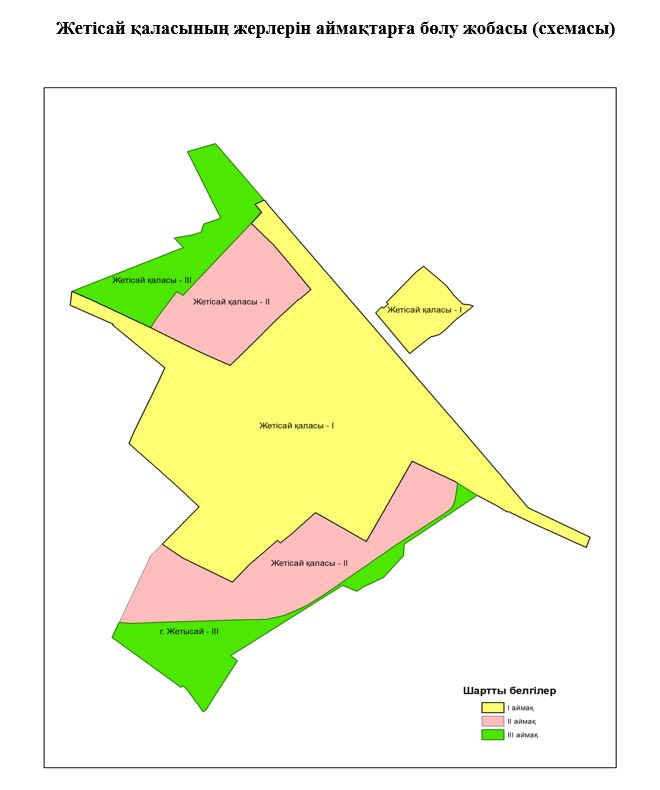 Жетісай қаласының жерлерін аймақтарға бөлу жобасы (схемасы)
Жетісай қаласы - III
Жетісай қаласы - II
Жетісай қаласы - I
Жетісай қаласы - I
Жетісай қаласы - II
г. Жетысай - III
Шартты белгілер
I аймақ
II аймақ
III аймақ